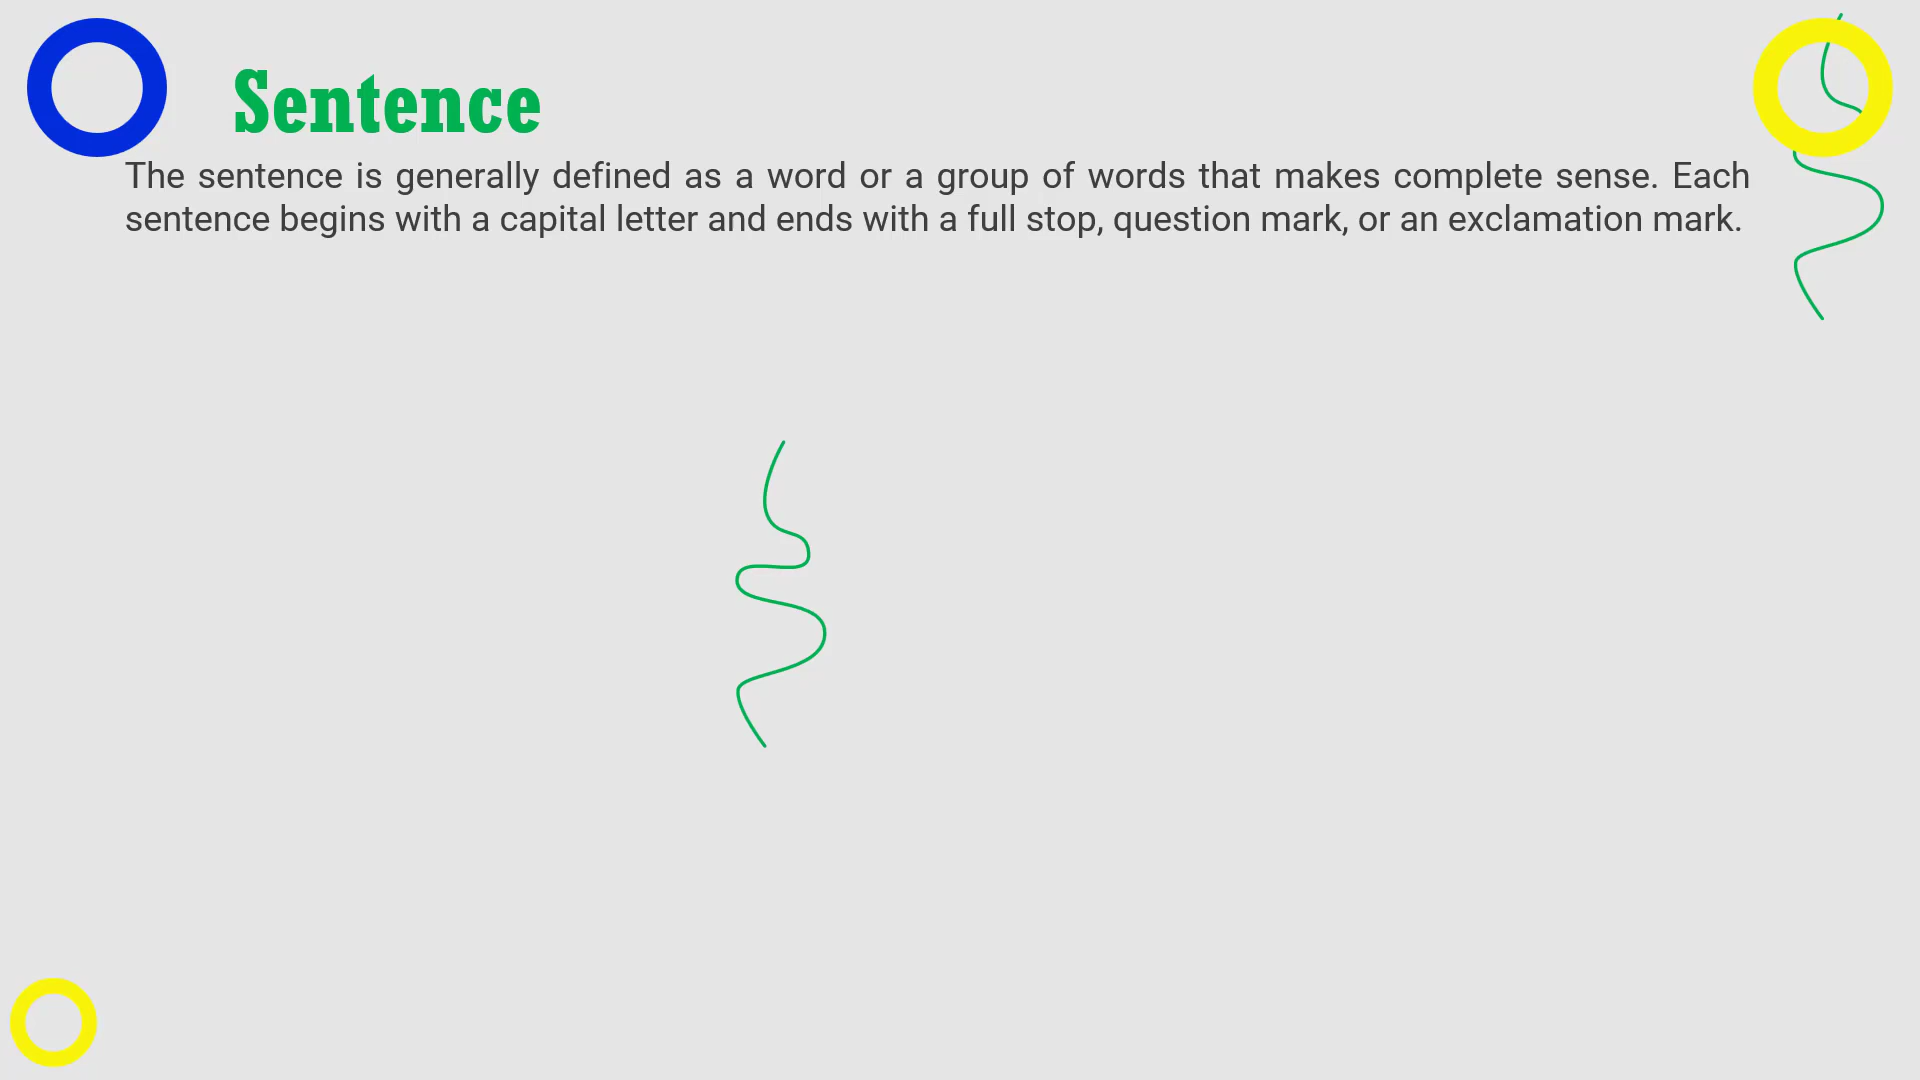 Sentence
The sentence is generally defined as a word or a group of words that makes complete sense. Each
sentence begins with a capital letter and ends with a full stop, question mark, or an exclamation mark.